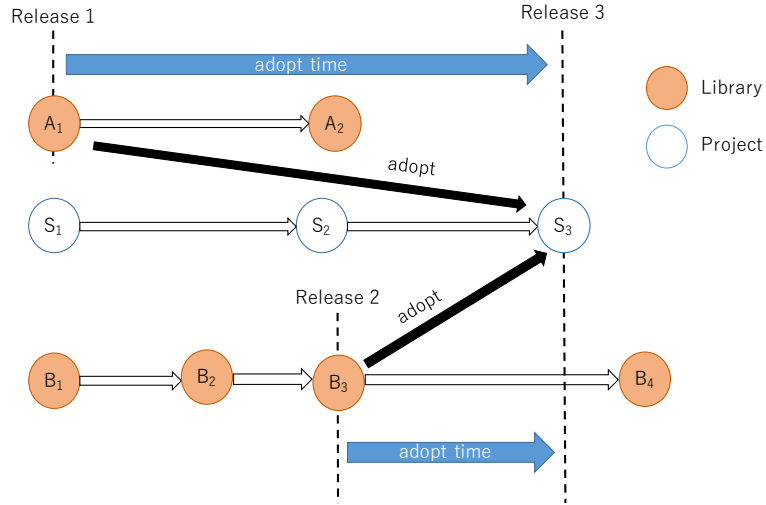 Release 1
Release 3
adopt time
Library
A1
A2
Project
adopt
S1
S2
S3
Release 2
adopt
B1
B2
B3
B4
adopt time